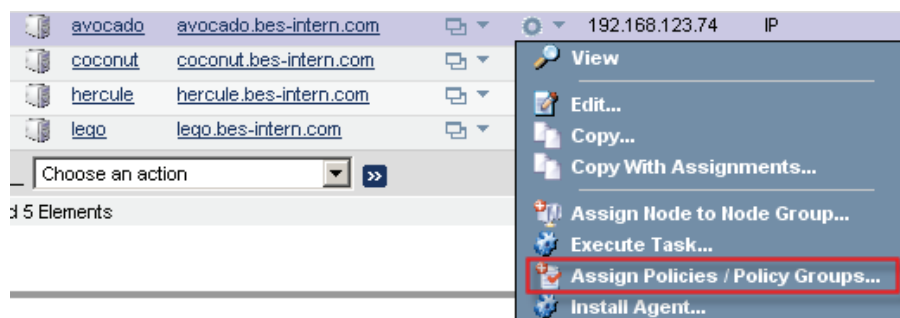 avocado avocado.bes-intern.com 192.168.123.74 IP
coconut coconut.bes-intern.com View
hercule hercule.bes-intern.com Edit...
lego lego.bes-intern.com Copy...
Choose an action Copy With Assignments...
d 5 Elements Assign Node to Node Group...
Execute Task...
Assign Policies / Policy Groups...
Install Agent...